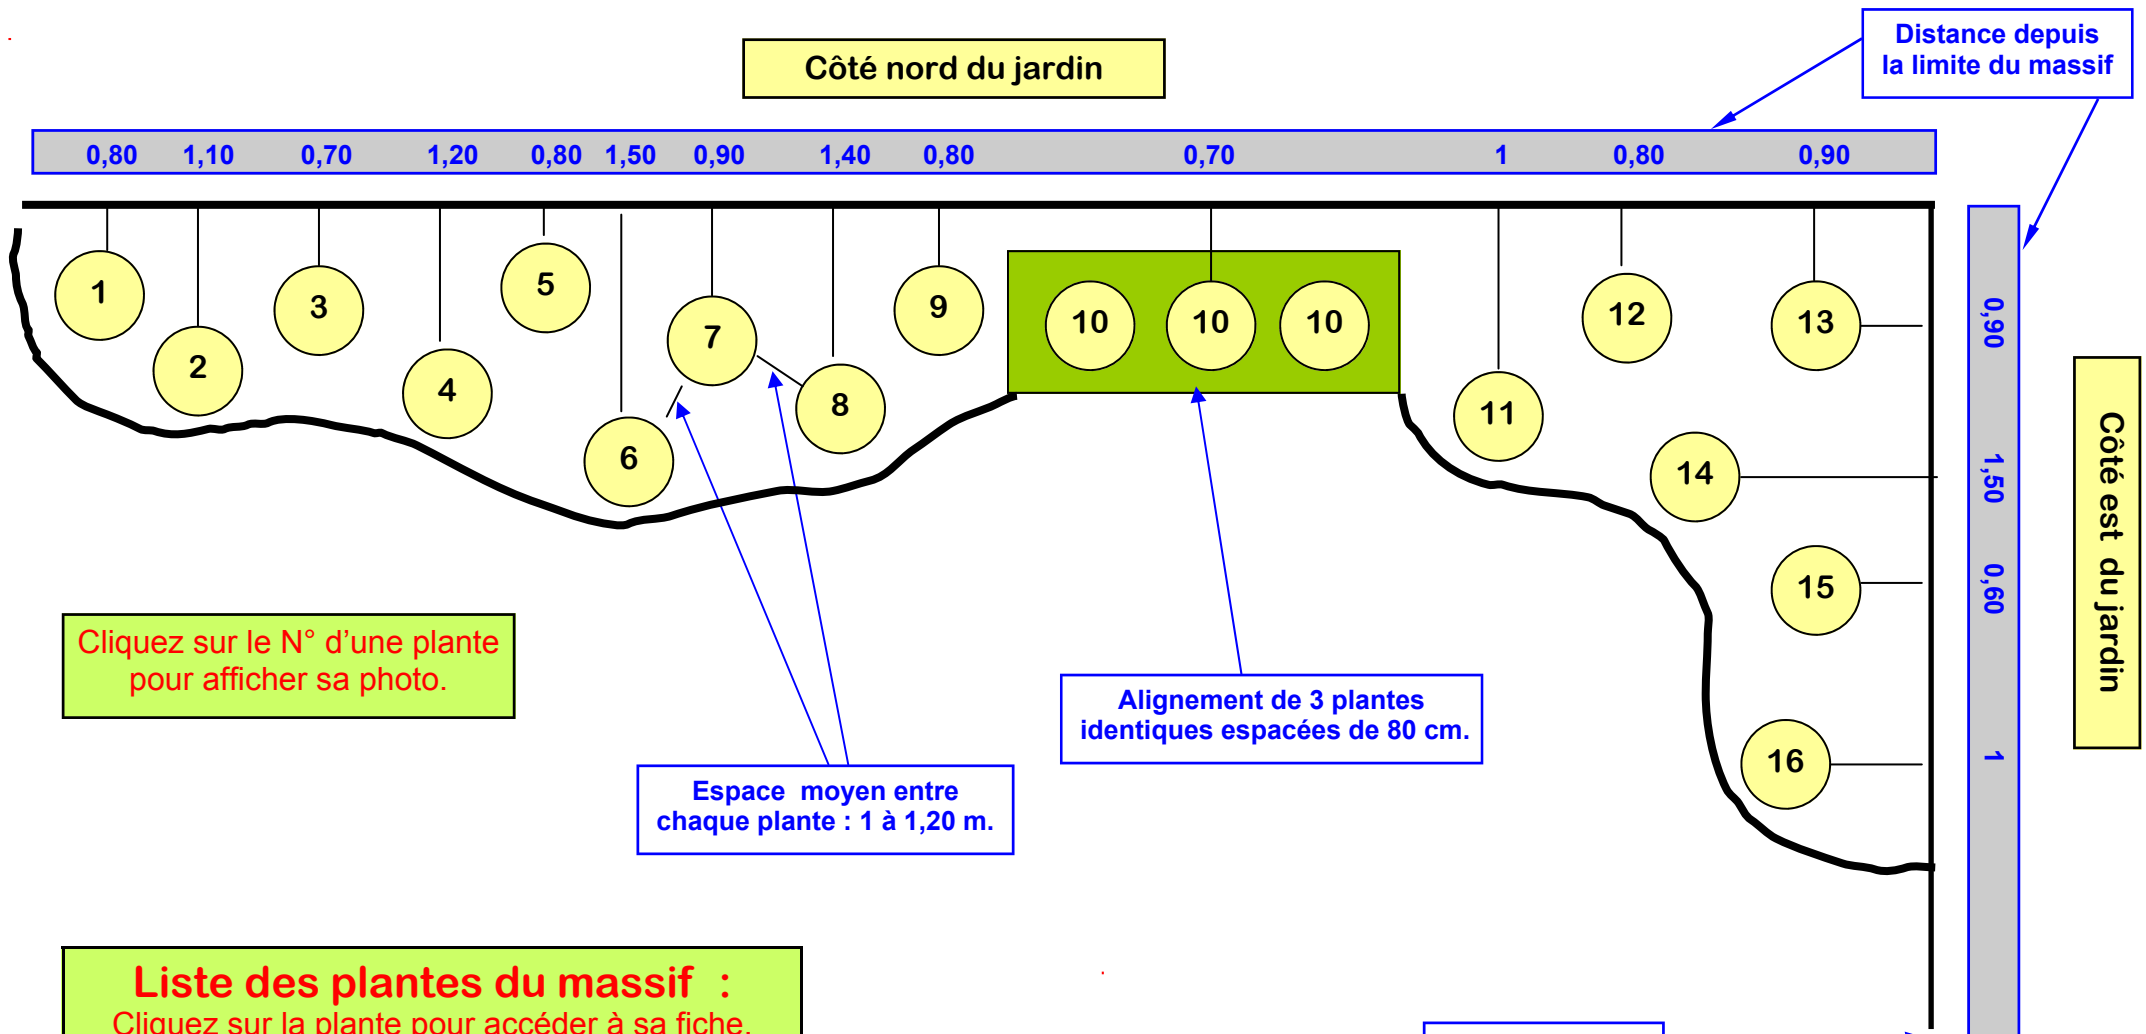 Distance depuis
la limite du massif
Côté nord du jardin
0,80 1,10 0,70 1,20 0,80 1,50 0,90 1,40 0,80 0,70 1 0,80 0,90
1 2 3 4 5 6 7 8 9 10 10 10 11 12 13
14
15
16
0,90 1,50 0,60 1
Côté est du jardin
Cliquez sur le N° d'une plante
pour afficher sa photo.
Alignement de 3 plantes
identiques espacées de 80 cm.
Espace moyen entre
chaque plante : 1 à 1,20 m.
Liste des plantes du massif :
Cliquez sur la plante pour accéder à sa fiche.